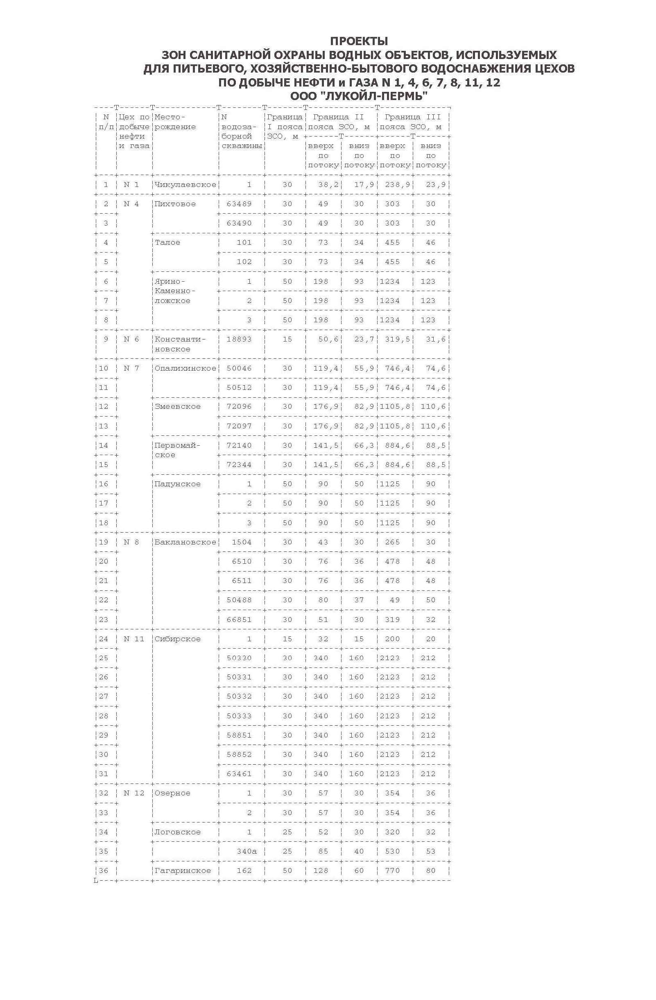 ПРОЕКТЫ
ЗОН САНИТАРНОЙ ОХРАНЫ ВОДНЫХ ОБЪЕКТОВ, ИСПОЛЬЗУЕМЫХ
ДЛЯ ПИТЬЕВОГО, ХОЗЯЙСТВЕННО-БЫТОВОГО ВОДОСНАБЖЕНИЯ ЦЕХОВ
ПО ДОБЫЧЕ НЕФТИ и ГАЗА N 1, 4, 6, 7, 8, 11, 12
ООО "ЛУКОЙЛ-ПЕРМЬ"
----T------T------------T--------T-------T-------------T-------------¬
¦ N ¦Цех по¦Место-      ¦N       ¦Граница¦ Граница II  ¦ Граница III ¦
¦п/п¦добыче¦рождение    ¦водоза- ¦I пояса¦пояса ЗСО, м ¦пояса ЗСО, м ¦
¦   ¦нефти ¦            ¦борной  ¦ЗСО, м +------T------+------T------+
¦   ¦и газа¦            ¦скважины¦       ¦вверх ¦ вниз ¦вверх ¦ вниз ¦
¦   ¦      ¦            ¦        ¦       ¦  по  ¦  по  ¦  по  ¦  по  ¦
¦   ¦      ¦            ¦        ¦       ¦потоку¦потоку¦потоку¦потоку¦
+---+------+------------+--------+-------+------+------+------+------+
¦ 1 ¦ N 1  ¦Чикулаевское¦     1  ¦   30  ¦  38,2¦  17,9¦ 238,9¦  23,9¦
+---+------+------------+--------+-------+------+------+------+------+
¦ 2 ¦ N 4  ¦Пихтовое    ¦ 63489  ¦   30  ¦  49  ¦  30  ¦ 303  ¦  30  ¦
+---+      ¦            +--------+-------+------+------+------+------+
¦ 3 ¦      ¦            ¦ 63490  ¦   30  ¦  49  ¦  30  ¦ 303  ¦  30  ¦
+---+      +------------+--------+-------+------+------+------+------+
¦ 4 ¦      ¦Талое       ¦   101  ¦   30  ¦  73  ¦  34  ¦ 455  ¦  46  ¦
+---+      ¦            +--------+-------+------+------+------+------+
¦ 5 ¦      ¦            ¦   102  ¦   30  ¦  73  ¦  34  ¦ 455  ¦  46  ¦
+---+      +------------+--------+-------+------+------+------+------+
¦ 6 ¦      ¦Ярино-      ¦     1  ¦   50  ¦ 198  ¦  93  ¦1234  ¦ 123  ¦
+---+      ¦Каменно-    +--------+-------+------+------+------+------+
¦ 7 ¦      ¦ложское     ¦     2  ¦   50  ¦ 198  ¦  93  ¦1234  ¦ 123  ¦
+---+      ¦            +--------+-------+------+------+------+------+
¦ 8 ¦      ¦            ¦     3  ¦   50  ¦ 198  ¦  93  ¦1234  ¦ 123  ¦
+---+------+------------+--------+-------+------+------+------+------+
¦ 9 ¦ N 6  ¦Константи-  ¦ 18893  ¦   15  ¦  50,6¦  23,7¦ 319,5¦  31,6¦
¦   ¦      ¦новское     ¦        ¦       ¦      ¦      ¦      ¦      ¦
+---+------+------------+--------+-------+------+------+------+------+
¦10 ¦ N 7  ¦Опалихинское¦ 50046  ¦   30  ¦ 119,4¦  55,9¦ 746,4¦  74,6¦
+---+      ¦            +--------+-------+------+------+------+------+
¦11 ¦      ¦            ¦ 50512  ¦   30  ¦ 119,4¦  55,9¦ 746,4¦  74,6¦
+---+      +------------+--------+-------+------+------+------+------+
¦12 ¦      ¦Змеевское   ¦ 72096  ¦   30  ¦ 176,9¦  82,9¦1105,8¦ 110,6¦
+---+      ¦            +--------+-------+------+------+------+------+
¦13 ¦      ¦            ¦ 72097  ¦   30  ¦ 176,9¦  82,9¦1105,8¦ 110,6¦
+---+      +------------+--------+-------+------+------+------+------+
¦14 ¦      ¦Первомай-   ¦ 72140  ¦   30  ¦ 141,5¦  66,3¦ 884,6¦  88,5¦
+---+      ¦ское        +--------+-------+------+------+------+------+
¦15 ¦      ¦            ¦ 72344  ¦   30  ¦ 141,5¦  66,3¦ 884,6¦  88,5¦
+---+      +------------+--------+-------+------+------+------+------+
¦16 ¦      ¦Падунское   ¦     1  ¦   50  ¦  90  ¦  50  ¦1125  ¦  90  ¦
+---+      ¦            +--------+-------+------+------+------+------+
¦17 ¦      ¦            ¦     2  ¦   50  ¦  90  ¦  50  ¦1125  ¦  90  ¦
+---+      ¦            +--------+-------+------+------+------+------+
¦18 ¦      ¦            ¦     3  ¦   50  ¦  90  ¦  50  ¦1125  ¦  90  ¦
+---+------+------------+--------+-------+------+------+------+------+
¦19 ¦ N 8  ¦Баклановское¦  1504  ¦   30  ¦  43  ¦  30  ¦ 265  ¦  30  ¦
+---+      ¦            +--------+-------+------+------+------+------+
¦20 ¦      ¦            ¦  6510  ¦   30  ¦  76  ¦  36  ¦ 478  ¦  48  ¦
+---+      ¦            +--------+-------+------+------+------+------+
¦21 ¦      ¦            ¦  6511  ¦   30  ¦  76  ¦  36  ¦ 478  ¦  48  ¦
+---+      ¦            +--------+-------+------+------+------+------+
¦22 ¦      ¦            ¦ 50488  ¦   30  ¦  80  ¦  37  ¦  49  ¦  50  ¦
+---+      ¦            +--------+-------+------+------+------+------+
¦23 ¦      ¦            ¦ 66851  ¦   30  ¦  51  ¦  30  ¦ 319  ¦  32  ¦
+---+------+------------+--------+-------+------+------+------+------+
¦24 ¦ N 11 ¦Сибирское   ¦     1  ¦   15  ¦  32  ¦  15  ¦ 200  ¦  20  ¦
+---+      ¦            +--------+-------+------+------+------+------+
¦25 ¦      ¦            ¦ 50330  ¦   30  ¦ 340  ¦ 160  ¦2123  ¦ 212  ¦
+---+      ¦            +--------+-------+------+------+------+------+
¦26 ¦      ¦            ¦ 50331  ¦   30  ¦ 340  ¦ 160  ¦2123  ¦ 212  ¦
+---+      ¦            +--------+-------+------+------+------+------+
¦27 ¦      ¦            ¦ 50332  ¦   30  ¦ 340  ¦ 160  ¦2123  ¦ 212  ¦
+---+      ¦            +--------+-------+------+------+------+------+
¦28 ¦      ¦            ¦ 50333  ¦   30  ¦ 340  ¦ 160  ¦2123  ¦ 212  ¦
+---+      ¦            +--------+-------+------+------+------+------+
¦29 ¦      ¦            ¦ 58851  ¦   30  ¦ 340  ¦ 160  ¦2123  ¦ 212  ¦
+---+      ¦            +--------+-------+------+------+------+------+
¦30 ¦      ¦            ¦ 58852  ¦   30  ¦ 340  ¦ 160  ¦2123  ¦ 212  ¦
+---+      ¦            +--------+-------+------+------+------+------+
¦31 ¦      ¦            ¦ 63461  ¦   30  ¦ 340  ¦ 160  ¦2123  ¦ 212  ¦
+---+------+------------+--------+-------+------+------+------+------+
¦32 ¦ N 12 ¦Озерное     ¦     1  ¦   30  ¦  57  ¦  30  ¦ 354  ¦  36  ¦
+---+      ¦            +--------+-------+------+------+------+------+
¦33 ¦      ¦            ¦     2  ¦   30  ¦  57  ¦  30  ¦ 354  ¦  36  ¦
+---+      +------------+--------+-------+------+------+------+------+
¦34 ¦      ¦Логовское   ¦     1  ¦   25  ¦  52  ¦  30  ¦ 320  ¦  32  ¦
+---+      +------------+--------+-------+------+------+------+------+
¦35 ¦      ¦            ¦   340а ¦   25  ¦  85  ¦  40  ¦ 530  ¦  53  ¦
+---+      +------------+--------+-------+------+------+------+------+
¦36 ¦      ¦Гагаринское ¦   162  ¦   50  ¦ 128  ¦  60  ¦ 770  ¦  80  ¦
L---+------+------------+--------+-------+------+------+------+-------